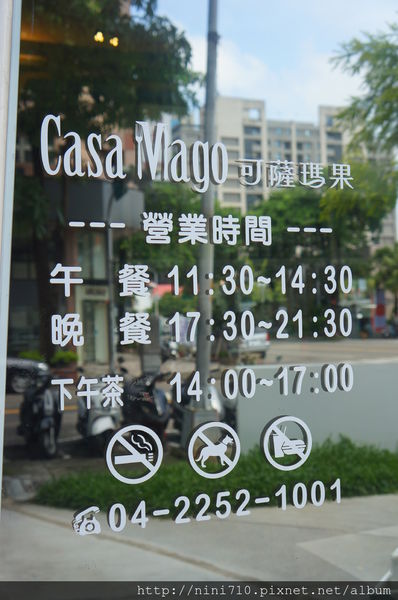 Casa Mago 可薩瑪果
--- 營業時間 ---
午 餐 11:30~14:30
晚 餐 17:30~21:30
下午茶 14:00~17:00
☎04-2252-1001
http://nini710.pixnet.net/album